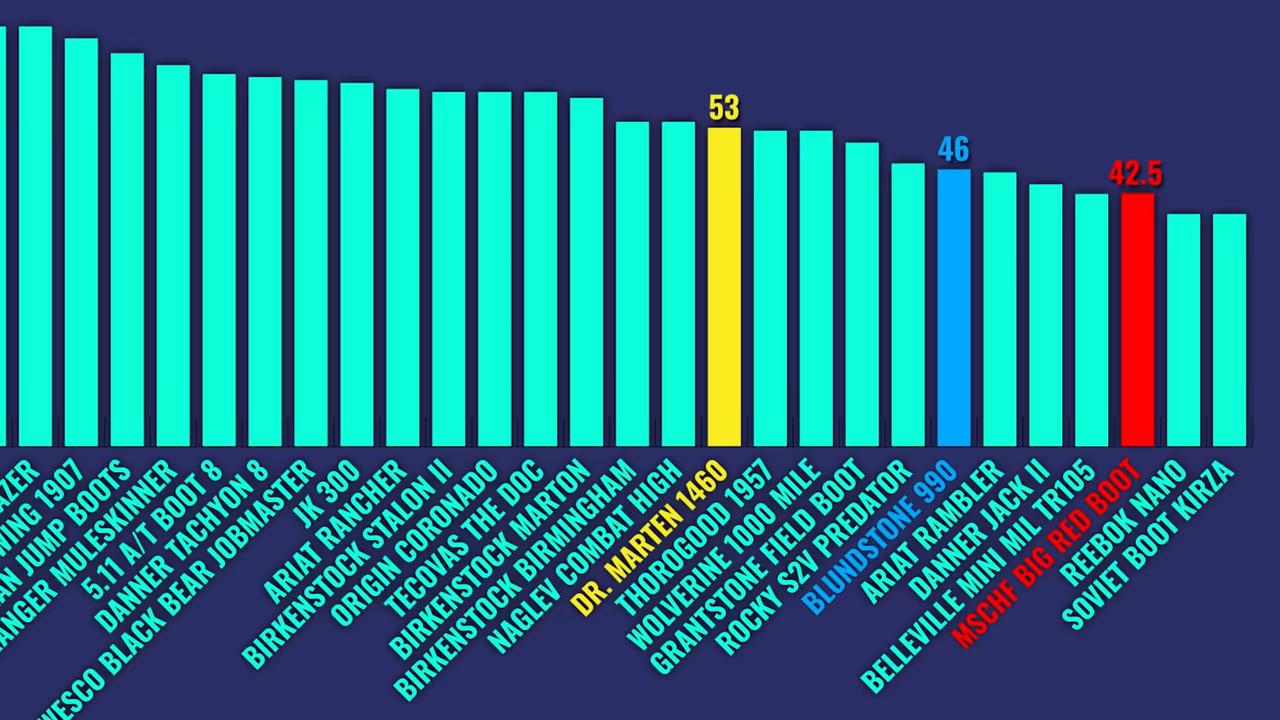 53
46
42.5
WING 1907
JUMP BOOTS
MULESKINNER
5.11 A/T BOOT 8
DANNER TACHYON 8
WESCO BLACK BEAR JOBMASTER
JK 300
ARIAT RANCHER
BIRKENSTOCK STALON II
ORIGIN CORONADO
TECOVAS THE DOC
BIRKENSTOCK MARTON
BIRKENSTOCK BIRMINGHAM
NAGLEV COMBAT HIGH
DR. MARTEN 1460
THOROGOOD 1957
WOLVERINE 1000 MILE
GRANTSTONE FIELD BOOT
ROCKY S2V PREDATOR
BLUNDSTONE 990
ARIAT RAMBLER
DANNER JACK II
BELLEVILLE MINI MIL TR105
MSCHF BIG RED BOOT
REEBOK NANO
SOVIET BOOT KIRZA